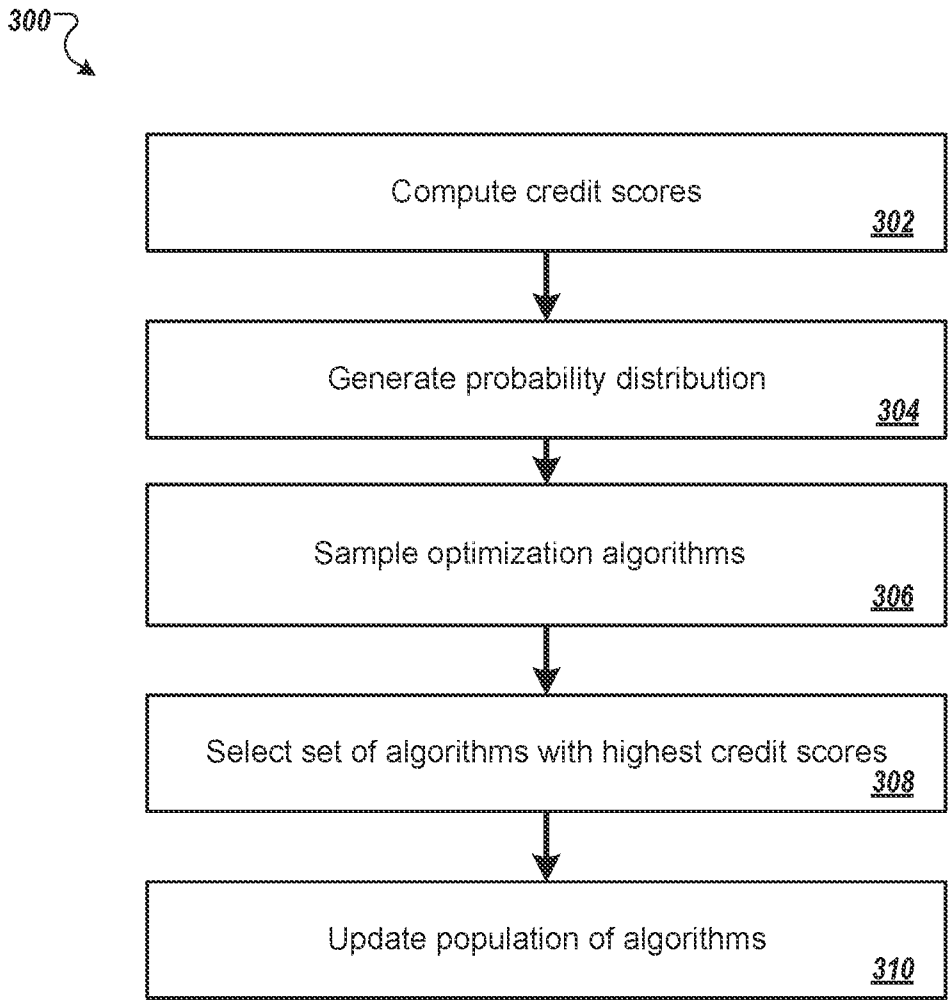 300
Compute credit scores
302
Generate probability distribution
304
Sample optimization algorithms
306
Select set of algorithms with highest credit scores
308
Update population of algorithms
310